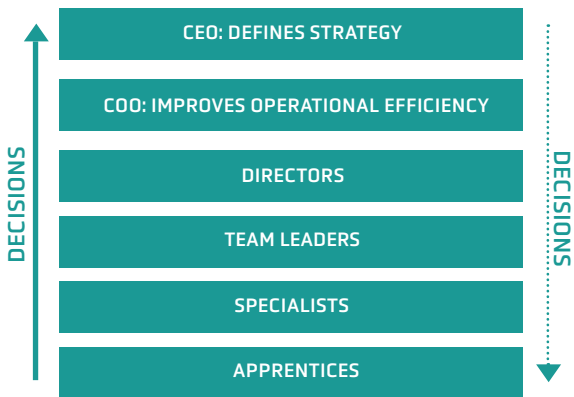 CEO: DEFINES STRATEGY
COO: IMPROVES OPERATIONAL EFFICIENCY
DIRECTORS
TEAM LEADERS
SPECIALISTS
APPRENTICES
DECISIONS
DECISIONS